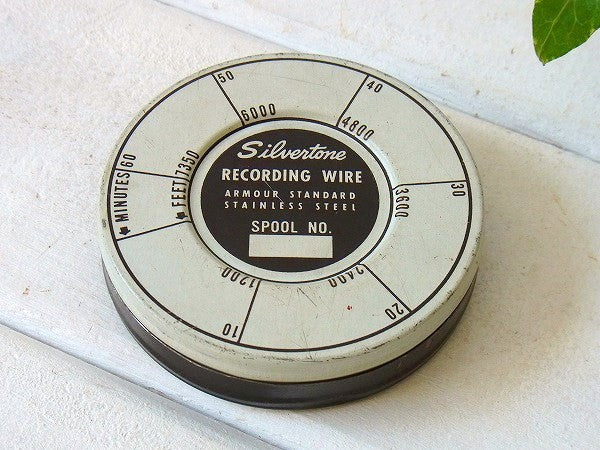 Silvertone
RECORDING WIRE
ARMOUR STANDARD
STAINLESS STEEL
SPOOL NO.
MINUTES 60
FEET 7350
50
6000
40
4800
30
3600
20
2400
10
1200